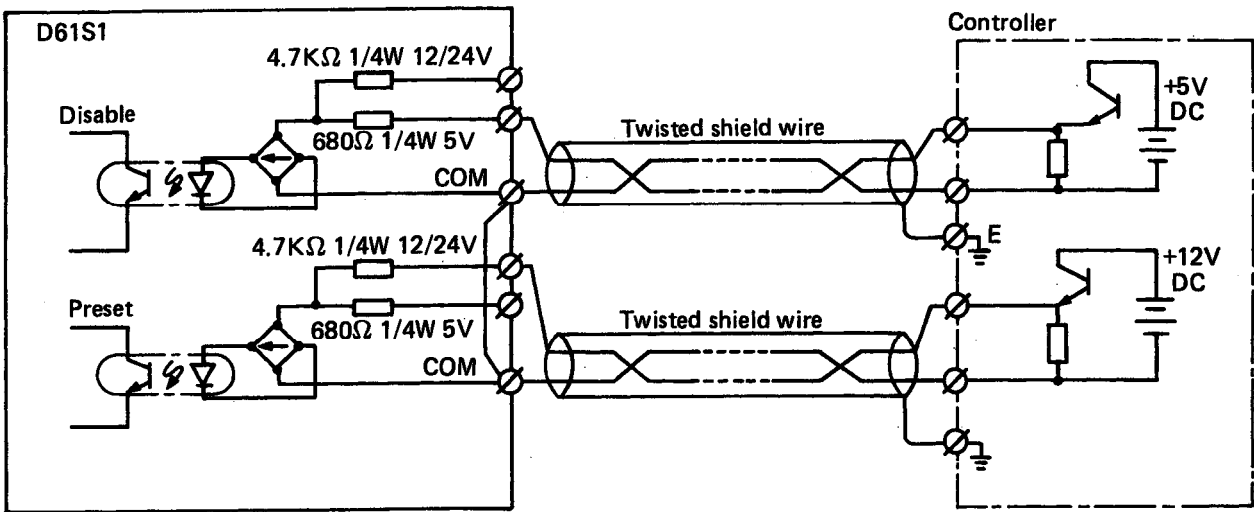 D61S1
Controller
4.7KΩ 1/4W 12/24V
+5V
DC
Disable
680Ω 1/4W 5V
Twisted shield wire
COM
E
4.7KΩ 1/4W 12/24V
+12V
DC
Preset
680Ω 1/4W 5V
Twisted shield wire
COM